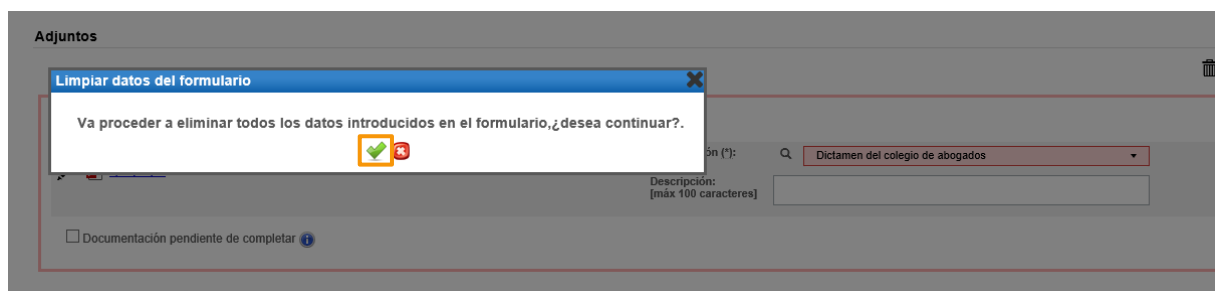 Adjuntos
Limpiar datos del formulario
Va proceder a eliminar todos los datos introducidos en el formulario,¿desea continuar?.
ón (*):
Dictamen del colegio de abogados
Descripción:
[máx 100 caracteres]
Documentación pendiente de completar